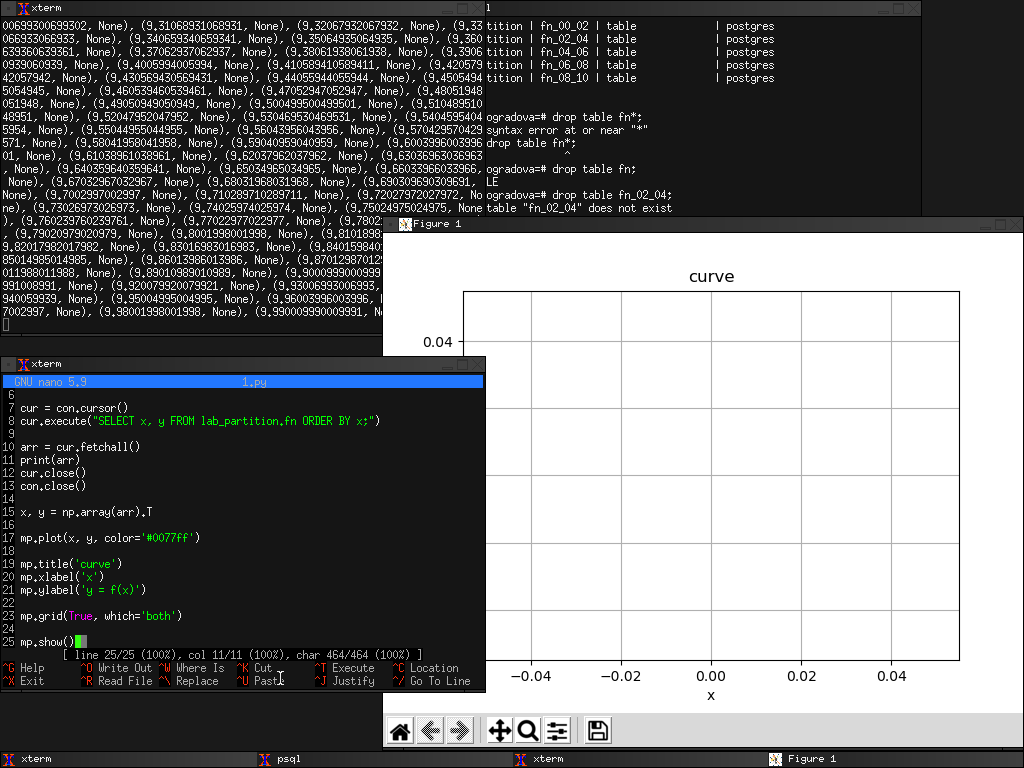 xterm
00699300699302, None), (9.31068931068931, None), (9.32067932067932, None), (9.33
06693306693З, None), (9.340659340659341, None), (9.35064935064935, None), (9.360
639360639361, None), (9.37062937062937, None), (9.38061938061938, None), (9.3906
0939060939, None), (9.4005994005994, None), (9.410589410589411, None), (9.420579
42057942, None), (9.430569430569431, None), (9.44055944055944, None), (9.4505494
5054945, None), (9.460539460539461, None), (9.47052947052947, None), (9.48051948
051948, None), (9.49050949050949, None), (9.500499500499501, None), (9.510489510
48951, None), (9.52047952047952, None), (9.530469530469531, None), (9.5404595404
5954, None), (9.55044955044955, None), (9.56043956043956, None), (9.570429570429
571, None), (9.58041958041958, None), (9.59040959040959, None), (9.6003996003996
01, None), (9.61038961038961, None), (9.62037962037962, None), (9.63036963036963
, None), (9.640359640359641, None), (9.65034965034965, None), (9.66033966033966,
None), (9.67032967032967, None), (9.68031968031968, None), (9.690309690309691,
None), (9.7002997002997, None), (9.710289710289711, None), (9.72027972027972, No
ne), (9.73026973026973, None), (9.74025974025974, None), (9.75024975024975, None
), (9.76023976023976, None), (9.77022977022977, None), (9.7802
, (9.79020979020979, None), (9.8001998001998, None), (9.8101898
9.82017982017982, None), (9.83016983016983, None), (9.840159840
85014985014985, None), (9.86013986013986, None), (9.87012987012
011988011988, None), (9.89010989010989, None), (9.9000999000999
991008991, None), (9.92007992007992, None), (9.93006993006993,
940059939, None), (9.95004995004995, None), (9.96003996003996,
7002997, None), (9.98001998001998, None), (9.990009990009991, N
l
tition | fn_00_02 | table | postgres
tition | fn_02_04 | table | postgres
tition | fn_04_06 | table | postgres
tition | fn_06_08 | table | postgres
tition | fn_08_10 | table | postgres
ogradova=# drop table fn*;
syntax error at or near "*"
drop table fn*;
^
ogradova=# drop table fn;
LE
ogradova=# drop table fn_02_04;
table "fn_02_04" does not exist
Figure 1
curve
0.04
−0.04 −0.02 0.00 0.02 0.04
x
xterm
GNU nano 5.9 1.py
6
7 cur = con.cursor()
8 cur.execute("SELECT x, y FROM lab_partition.fn ORDER BY x;")
9
10 arr = cur.fetchall()
11 print(arr)
12 cur.close()
13 con.close()
14
15 x, y = np.array(arr).T
16
17 mp.plot(x, y, color='#0077ff')
18
19 mp.title('curve')
20 mp.xlabel('x')
21 mp.ylabel('y = f(x)')
22
23 mp.grid(True, which='both')
24
25 mp.show()
[ line 25/25 (100%), col 11/11 (100%), char 464/464 (100%) ]
^G Help ^O Write Out ^W Where Is ^K Cut ^T Execute ^C Location
^X Exit ^R Read File ^\ Replace ^U Paste ^J Justify ^/ Go To Line
xterm psql xterm Figure 1